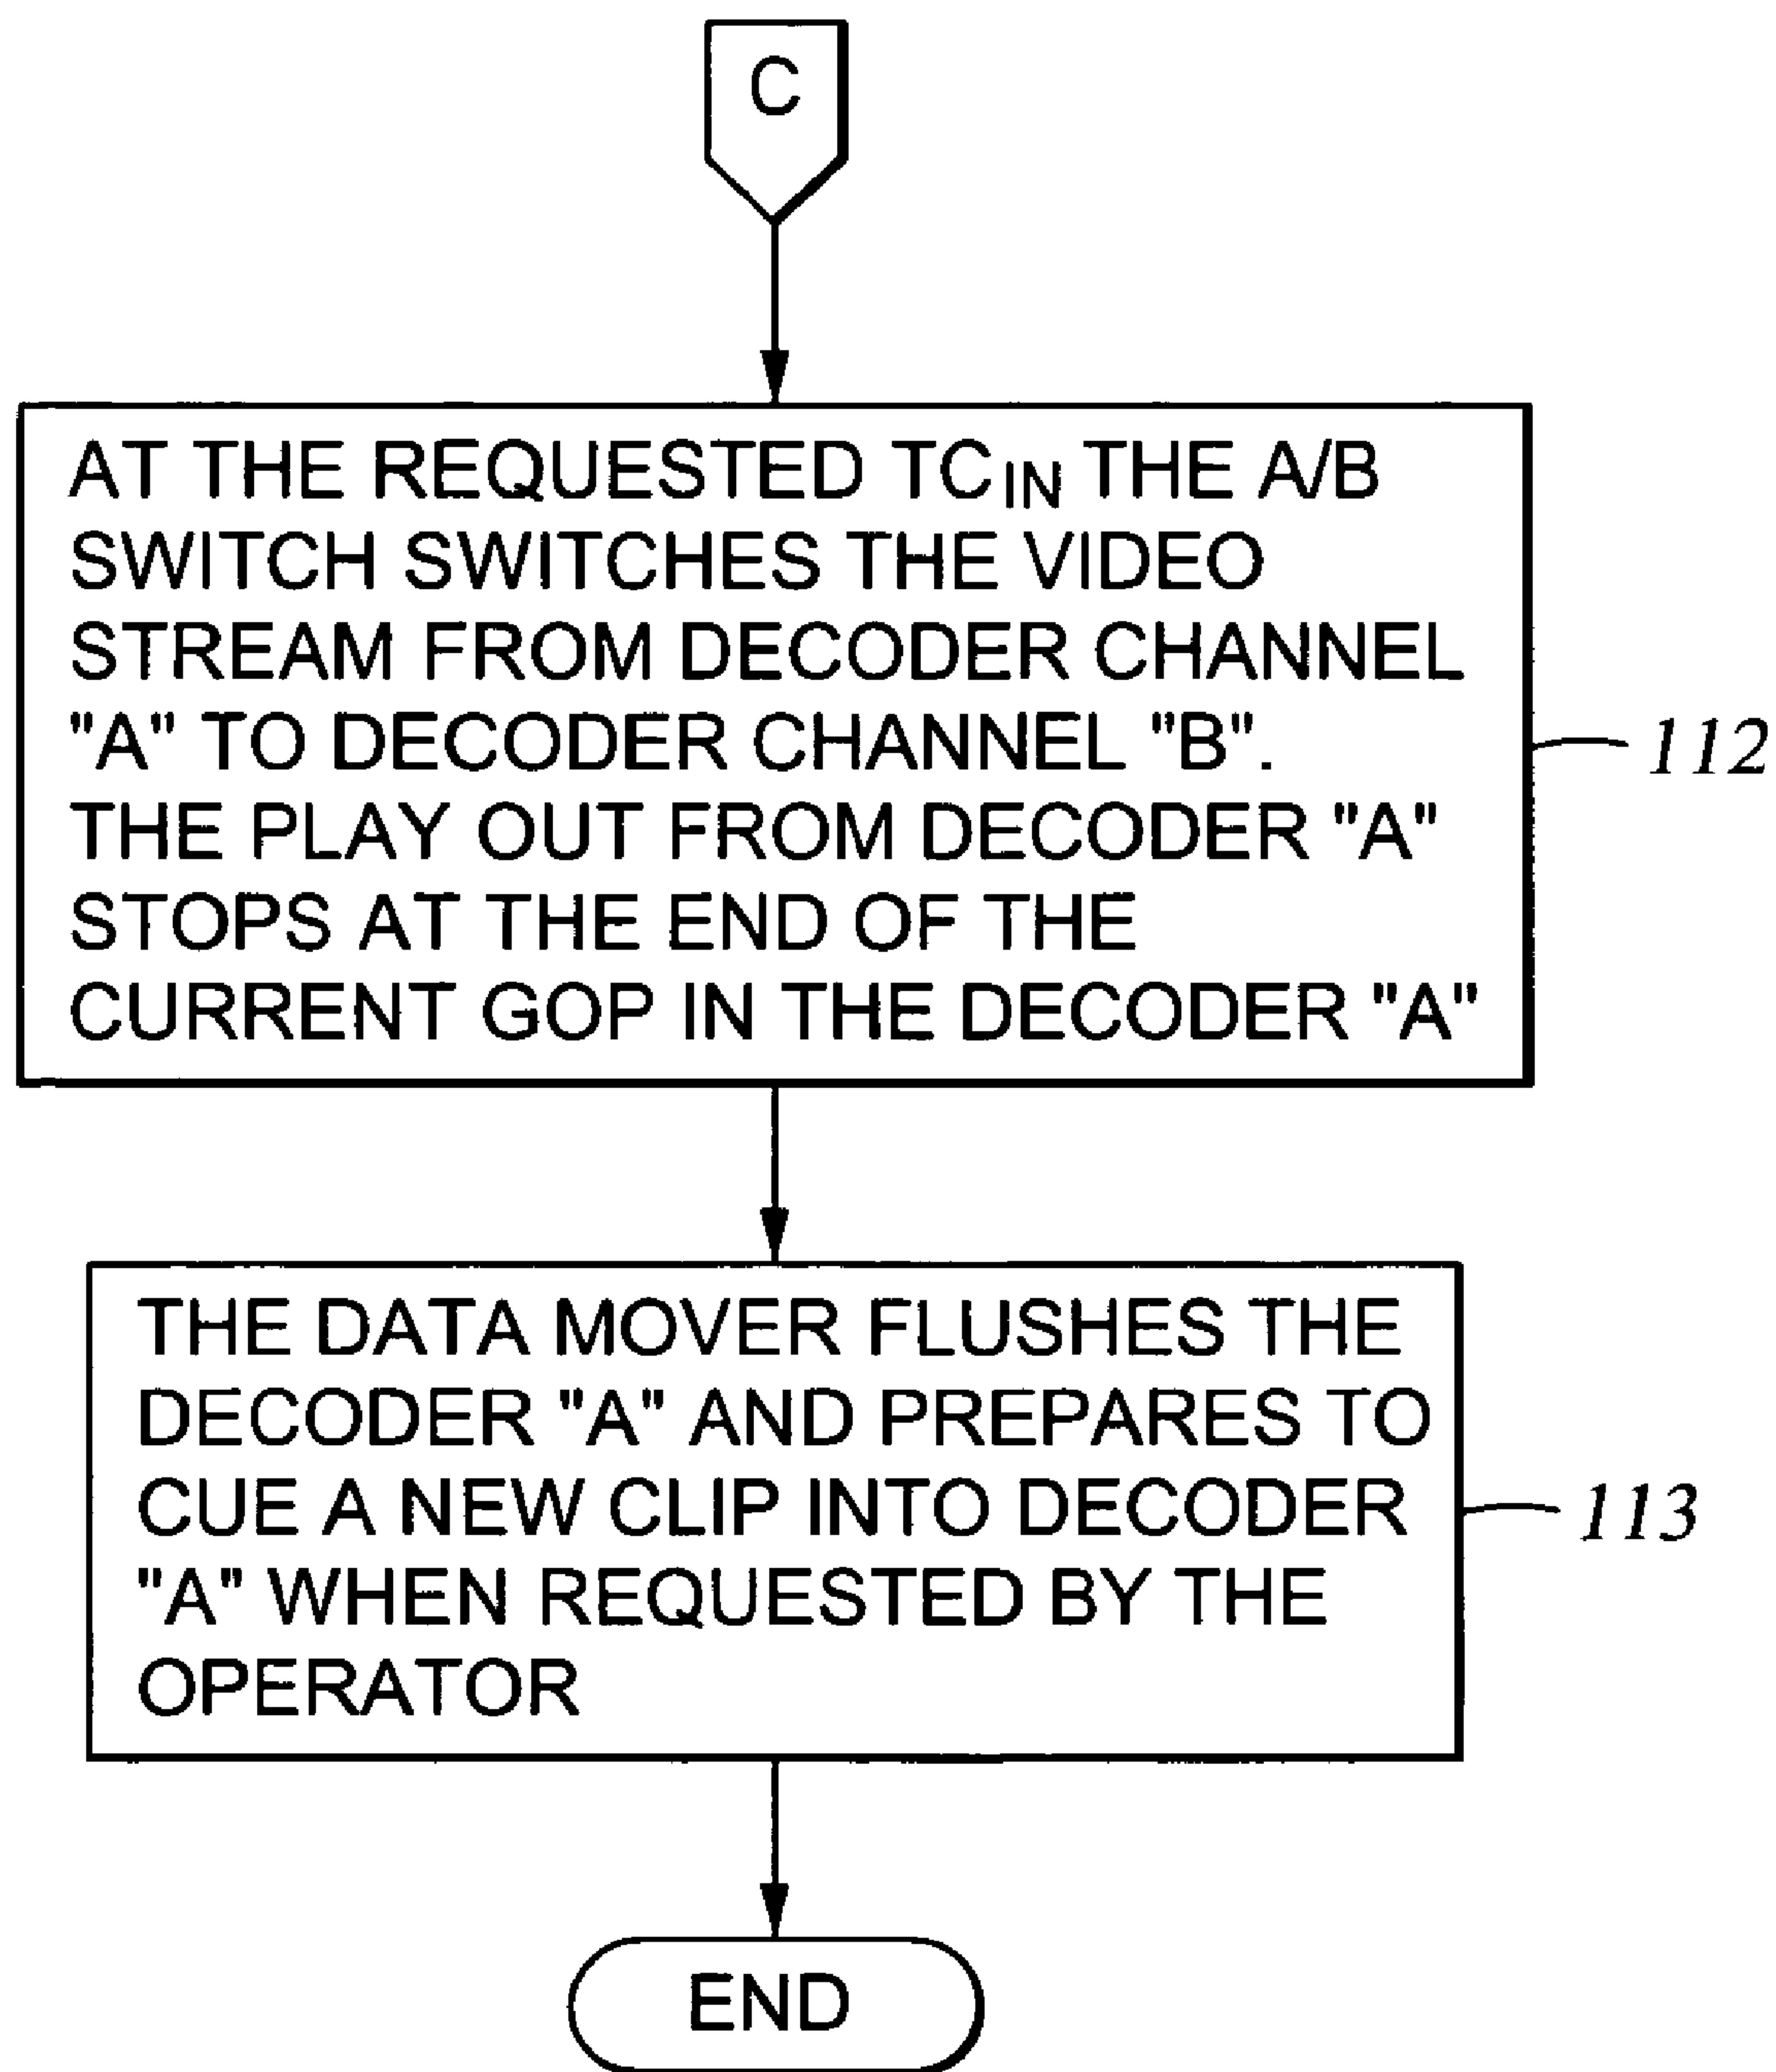 C
AT THE REQUESTED TCIN THE A/B
SWITCH SWITCHES THE VIDEO
STREAM FROM DECODER CHANNEL
"A" TO DECODER CHANNEL "B".
THE PLAY OUT FROM DECODER "A"
STOPS AT THE END OF THE
CURRENT GOP IN THE DECODER "A"
112
THE DATA MOVER FLUSHES THE
DECODER "A" AND PREPARES TO
CUE A NEW CLIP INTO DECODER
"A" WHEN REQUESTED BY THE
OPERATOR
113
END